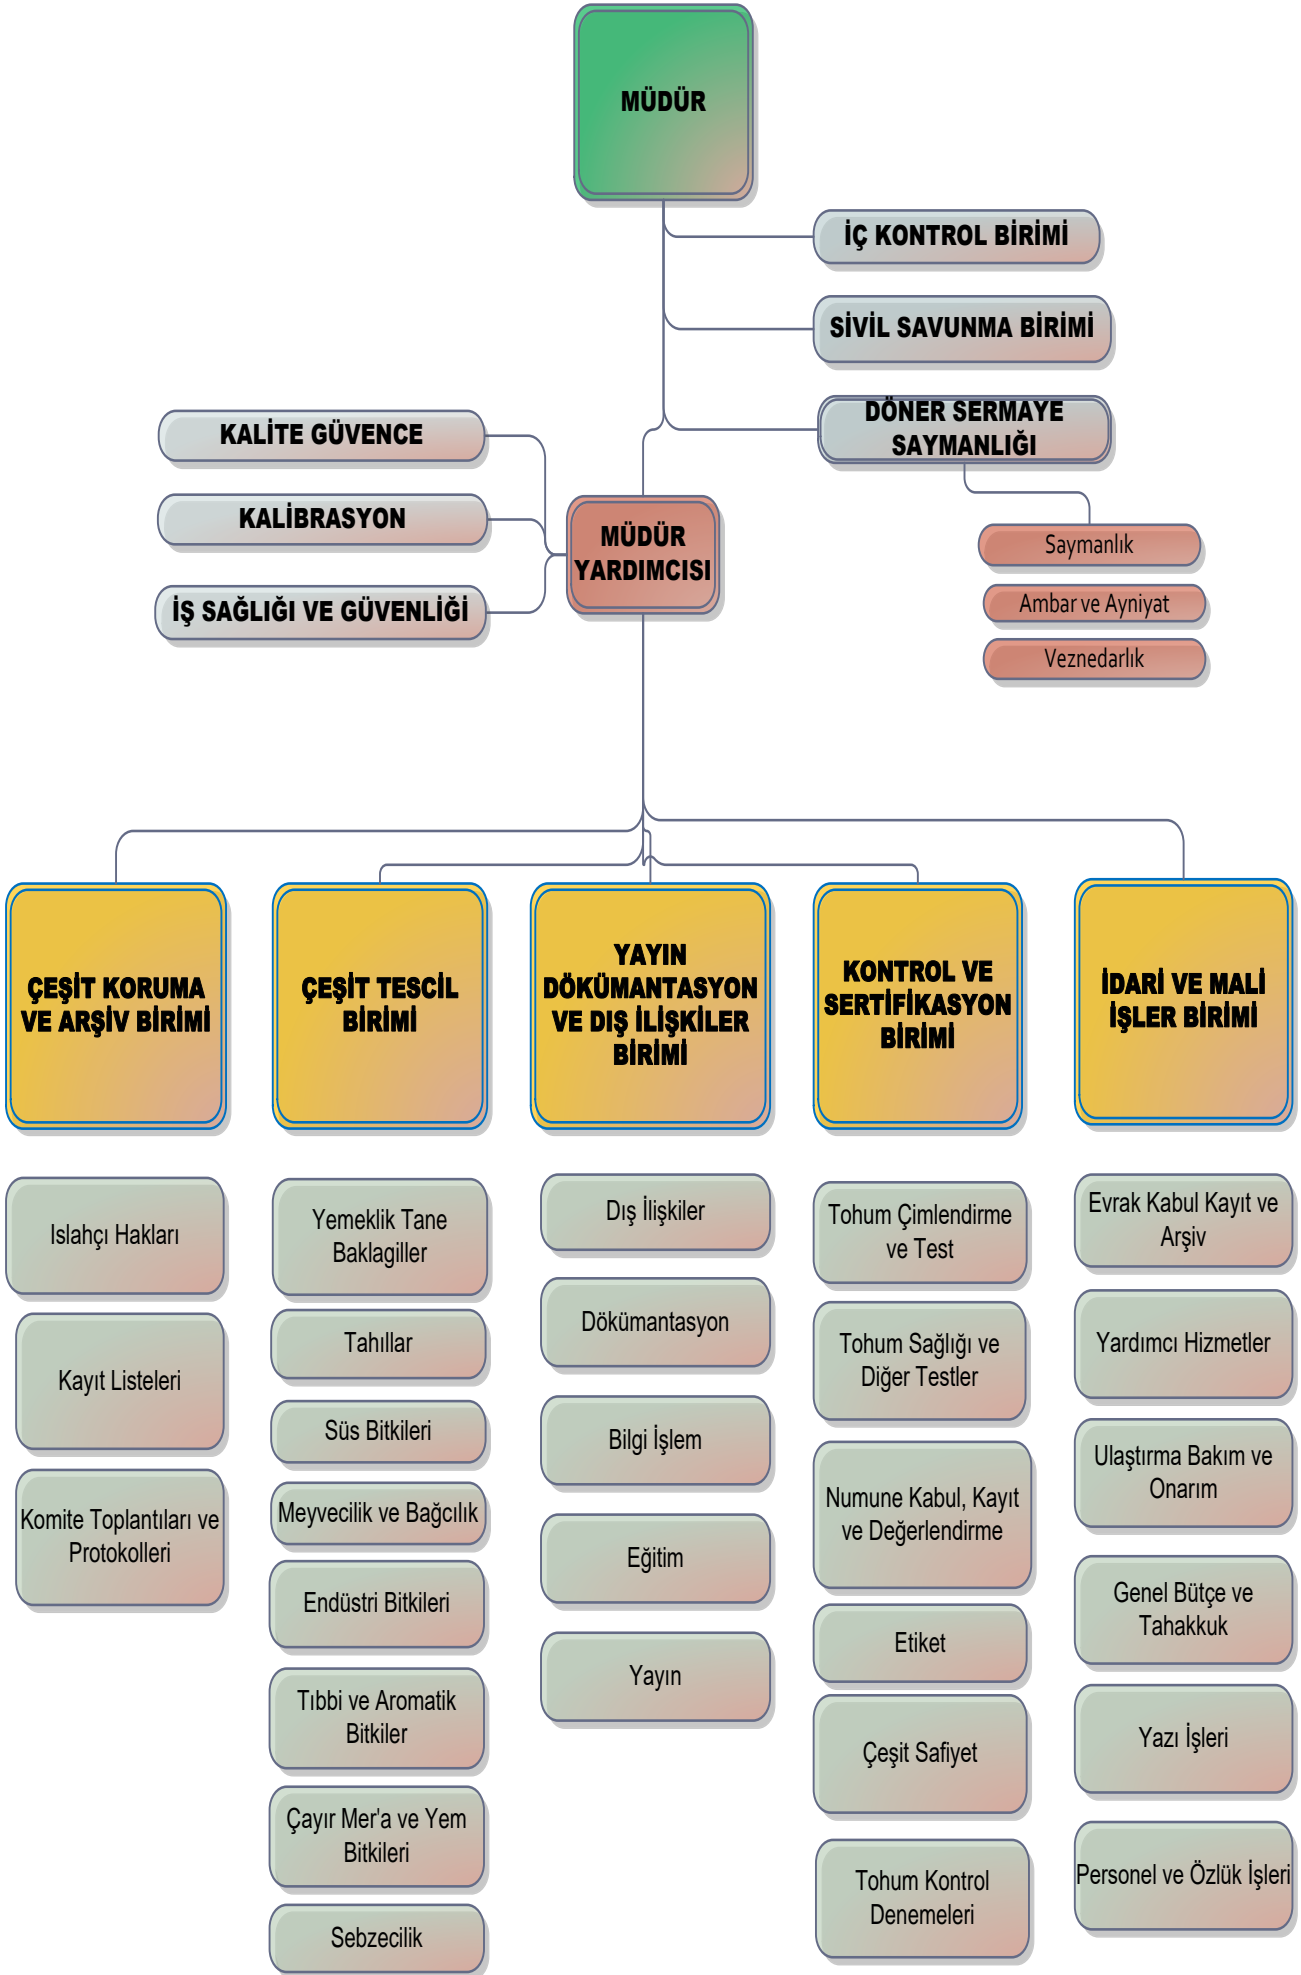 MÜDÜR
İÇ KONTROL BİRİMİ
SİVİL SAVUNMA BİRİMİ
DÖNER SERMAYE
SAYMANLIĞI
Saymanlık
Ambar ve Ayniyat
Veznedarlık
KALİTE GÜVENCE
KALİBRASYON
İŞ SAĞLIĞI VE GÜVENLİĞİ
MÜDÜR
YARDIMCISI
ÇEŞİT KORUMA
VE ARŞİV BİRİMİ
Islahçı Hakları
Kayıt Listeleri
Komite Toplantıları ve
Protokolleri
ÇEŞİT TESCİL
BİRİMİ
Yemeklik Tane
Baklagiller
Tahıllar
Süs Bitkileri
Meyvecilik ve Bağcılık
Endüstri Bitkileri
Tıbbi ve Aromatik
Bitkiler
Çayır Mer'a ve Yem
Bitkileri
Sebzecilik
YAYIN
DÖKÜMANTASYON
VE DIŞ İLİŞKİLER
BİRİMİ
Dış İlişkiler
Dökümantasyon
Bilgi İşlem
Eğitim
Yayın
KONTROL VE
SERTİFİKASYON
BİRİMİ
Tohum Çimlendirme
ve Test
Tohum Sağlığı ve
Diğer Testler
Numune Kabul, Kayıt
ve Değerlendirme
Etiket
Çeşit Safiyet
Tohum Kontrol
Denemeleri
İDARİ VE MALİ
İŞLER BİRİMİ
Evrak Kabul Kayıt ve
Arşiv
Yardımcı Hizmetler
Ulaştırma Bakım ve
Onarım
Genel Bütçe ve
Tahakkuk
Yazı İşleri
Personel ve Özlük İşleri